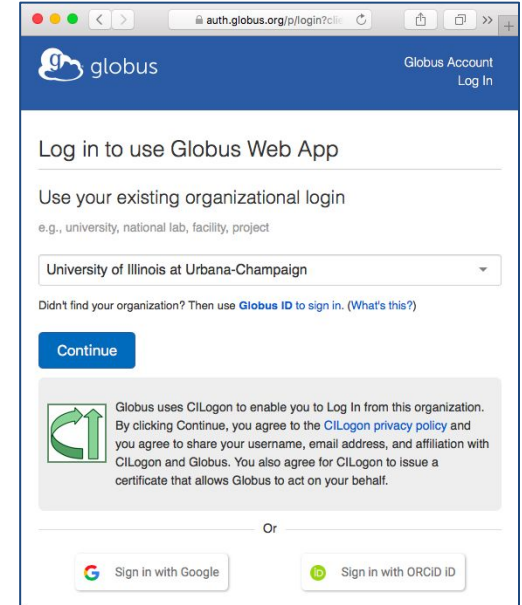 auth.globus.org/p/login?clie
globus
Globus Account
Log In
Log in to use Globus Web App
Use your existing organizational login
e.g., university, national lab, facility, project
University of Illinois at Urbana-Champaign
Didn't find your organization? Then use Globus ID to sign in. (What's this?)
Continue
Globus uses CILogon to enable you to Log In from this organization.
By clicking Continue, you agree to the CILogon privacy policy and
you agree to share your username, email address, and affiliation with
CILogon and Globus. You also agree for CILogon to issue a
certificate that allows Globus to act on your behalf.
Or
Sign in with Google
iD
Sign in with ORCiD iD